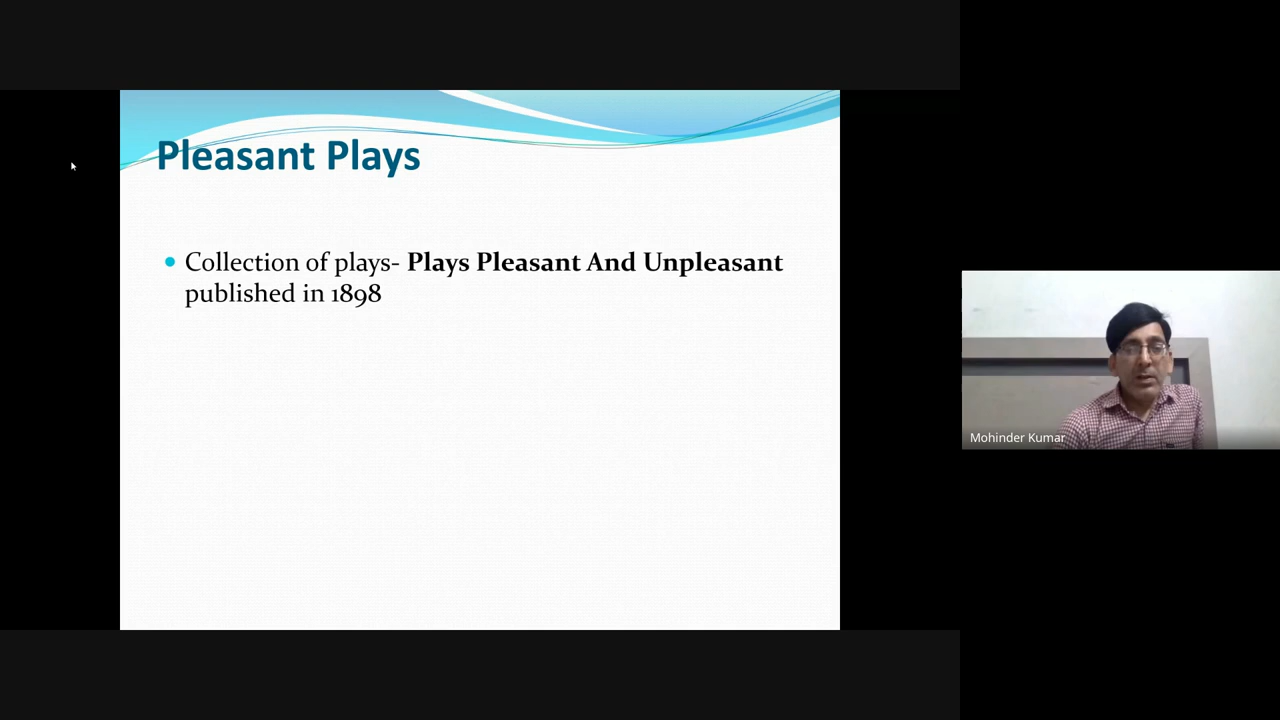 Pleasant Plays
Collection of plays- Plays Pleasant And Unpleasant
published in 1898
Mohinder Kumar